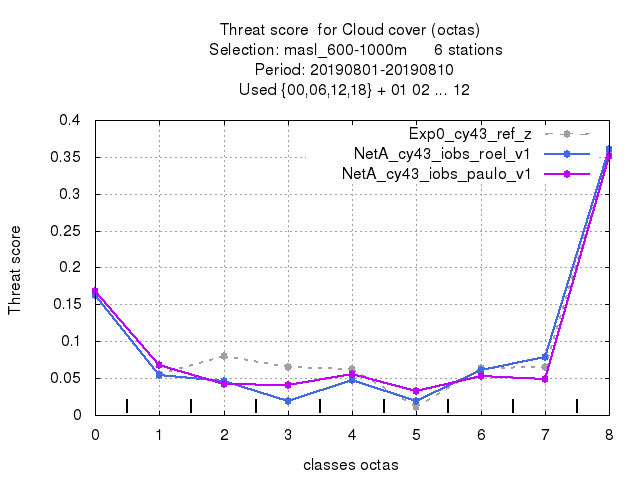 Threat score  for Cloud cover (octas)
Selection: masl_600-1000m      6 stations
Period: 20190801-20190810
Used {00,06,12,18} + 01 02 ... 12
Exp0_cy43_ref_z
NetA_cy43_iobs_roel_v1
NetA_cy43_iobs_paulo_v1
Threat score
0.4
0.35
0.3
0.25
0.2
0.15
0.1
0.05
0
0 1 2 3 4 5 6 7 8
classes octas